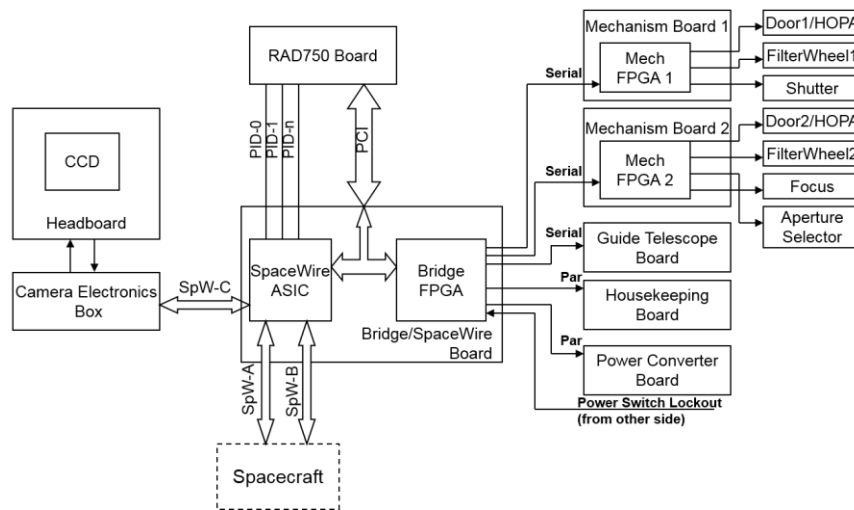 RAD750 Board
PID-0
PID-1
PID-n
PCI
CCD
Headboard
Camera Electronics
Box
SpW-C
SpaceWire
ASIC
Bridge
FPGA
Bridge/SpaceWire
Board
SpW-A
SpW-B
Spacecraft
Mechanism Board 1
Mech
FPGA 1
Serial
Door1/HOPA
FilterWheel1
Shutter
Mechanism Board 2
Mech
FPGA 2
Serial
Door2/HOPA
FilterWheel2
Focus
Aperture
Selector
Serial
Guide Telescope
Board
Par
Housekeeping
Board
Par
Power Converter
Board
Power Switch Lockout
(from other side)